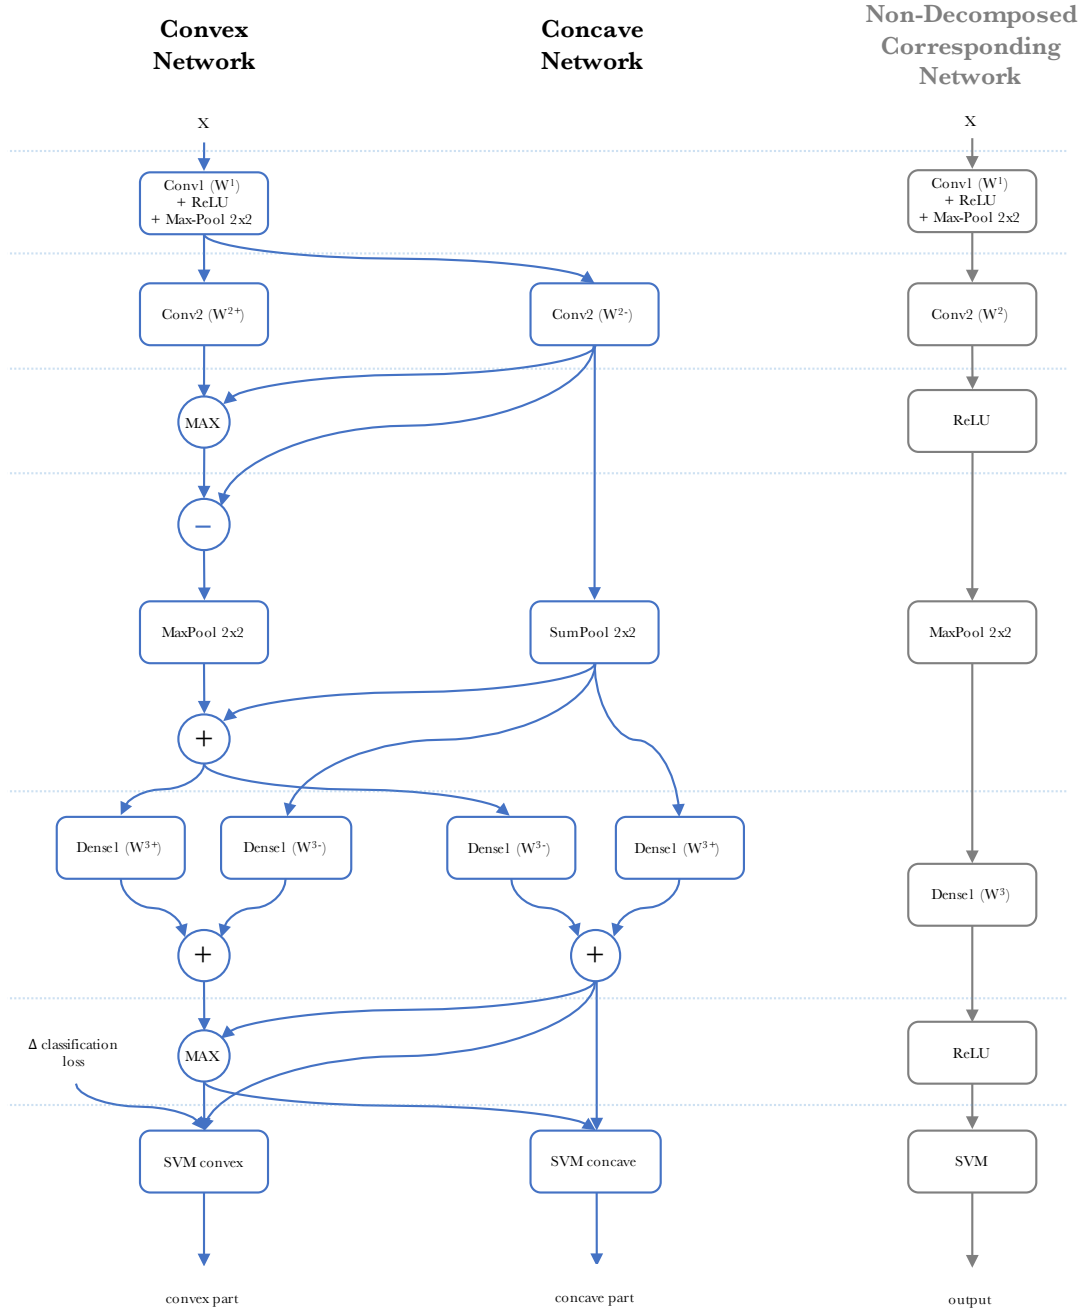 Convex
Network
Concave
Network
Non-Decomposed
Corresponding
Network
X
X
Conv1 (W¹)
+ ReLU
+ Max-Pool 2x2
Conv1 (W¹)
+ ReLU
+ Max-Pool 2x2
Conv2 (W²⁺)
Conv2 (W²⁻)
Conv2 (W²)
MAX
ReLU
−
MaxPool 2x2
SumPool 2x2
MaxPool 2x2
+
Dense1 (W³⁺)
Dense1 (W³⁻)
Dense1 (W³⁻)
Dense1 (W³⁺)
Dense1 (W³)
+
+
Δ classification
loss
MAX
ReLU
SVM convex
SVM concave
SVM
convex part
concave part
output